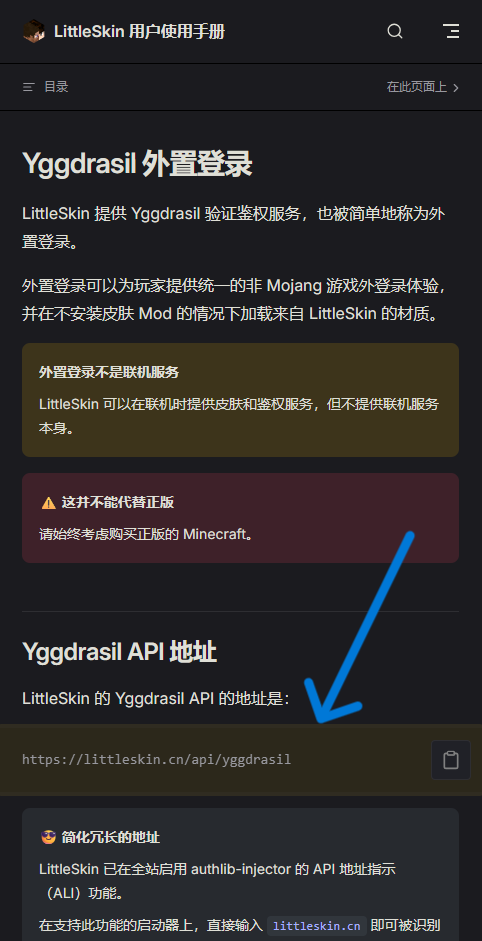 LittleSkin 用户使用手册
目录
在此页面上
Yggdrasil 外置登录
LittleSkin 提供 Yggdrasil 验证鉴权服务，也被简单地称为外
置登录。
外置登录可以为玩家提供统一的非 Mojang 游戏外登录体验，
并在不安装皮肤 Mod 的情况下加载来自 LittleSkin 的材质。
外置登录不是联机服务
LittleSkin 可以在联机时提供皮肤和鉴权服务，但不提供联机服务
本身。
⚠️ 这并不能代替正版
请始终考虑购买正版的 Minecraft。
Yggdrasil API 地址
LittleSkin 的 Yggdrasil API 的地址是：
https://littleskin.cn/api/yggdrasil
😎 简化冗长的地址
LittleSkin 已在全站启用 authlib-injector 的 API 地址指示
（ALI）功能。
在支持此功能的启动器上，直接输入 littleskin.cn 即可被识别